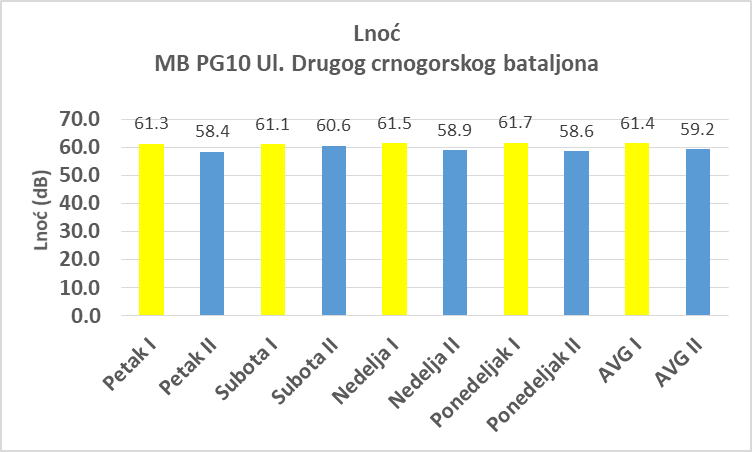 Lnoć
MB PG10 Ul. Drugog crnogorskog bataljona
Lnoć (dB)
70.0
60.0
50.0
40.0
30.0
20.0
10.0
0.0
61.3
58.4
61.1
60.6
61.5
58.9
61.7
58.6
61.4
59.2
Petak I
Petak II
Subota I
Subota II
Nedelja I
Nedelja II
Ponedeljak I
Ponedeljak II
AVG I
AVG II